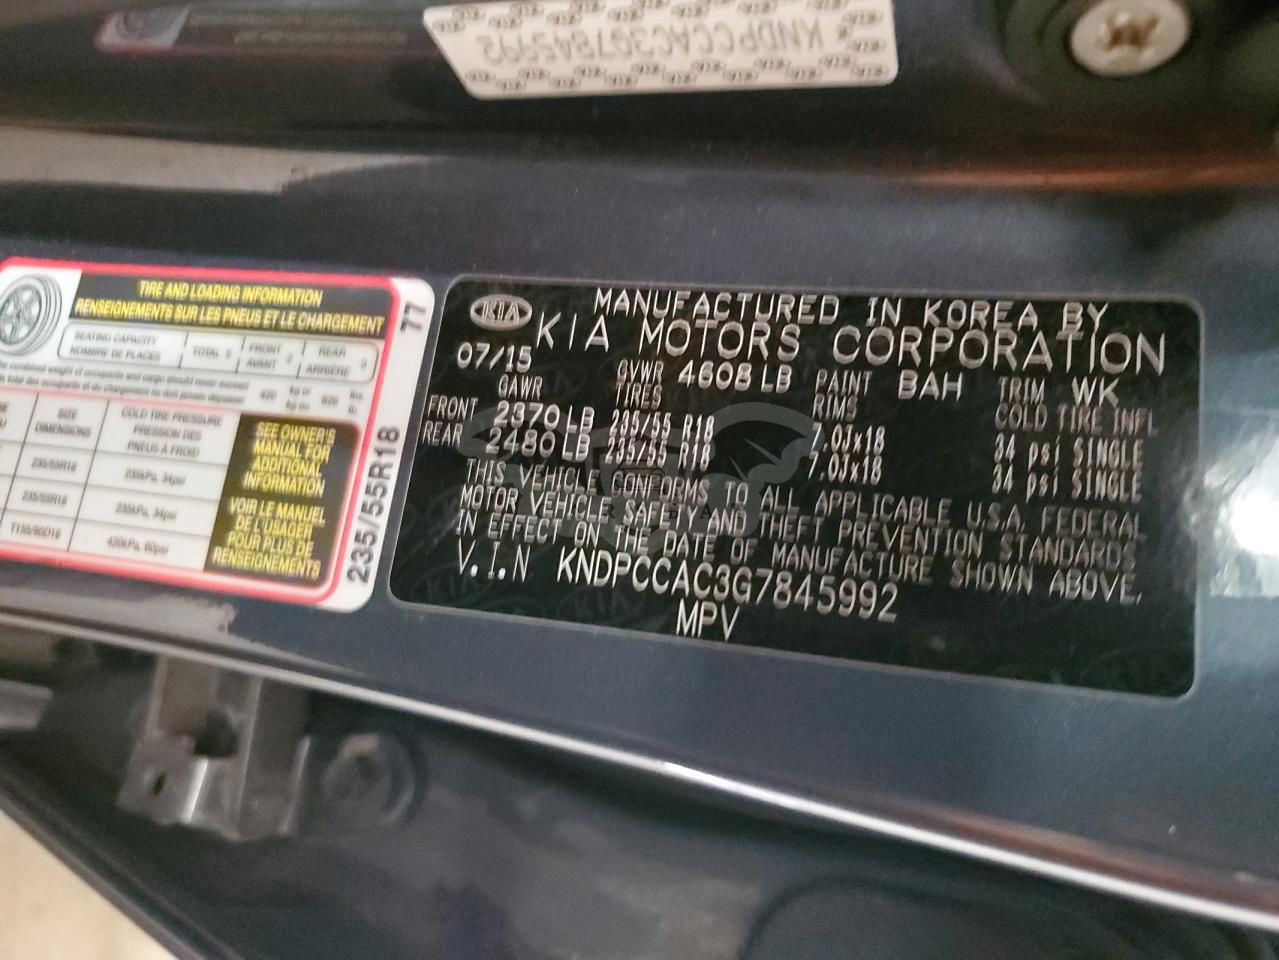 KNDPCCAC3G7845992
TIRE AND LOADING INFORMATION
RENSEIGNEMENTS SUR LES PNEUS ET LE CHARGEMENT
SEATING CAPACITY
NOMBRE DE PLACES
TOTAL 5
FRONT
AVANT 2
REAR
ARRIÈRE 3
SIZE
DIMENSIONS
COLD TIRE PRESSURE
PRESSION DES
PNEUS A FROID
235/55R18
235kPa, 34psi
235/55R18
235kPa, 34psi
T155/90D16
420kPa, 60psi
SEE OWNER'S
MANUAL FOR
ADDITIONAL
INFORMATION
VOIR LE MANUEL
DE L'USAGER
POUR PLUS DE
RENSEIGNEMENTS
235/55R18
77
KIA
MANUFACTURED IN KOREA BY
KIA MOTORS CORPORATION
07/15 GVWR 4608 LB PAINT BAH TRIM WK
GAWR TIRES RIMS COLD TIRE INFL
FRONT 2370 LB 235/55 R18 7.0Jx18 34 psi SINGLE
REAR 2480 LB 235/55 R18 7.0Jx18 34 psi SINGLE
THIS VEHICLE CONFORMS TO ALL APPLICABLE U.S.A. FEDERAL
MOTOR VEHICLE SAFETY AND THEFT PREVENTION STANDARDS
IN EFFECT ON THE DATE OF MANUFACTURE SHOWN ABOVE.
V.I.N KNDPCCAC3G7845992
MPV